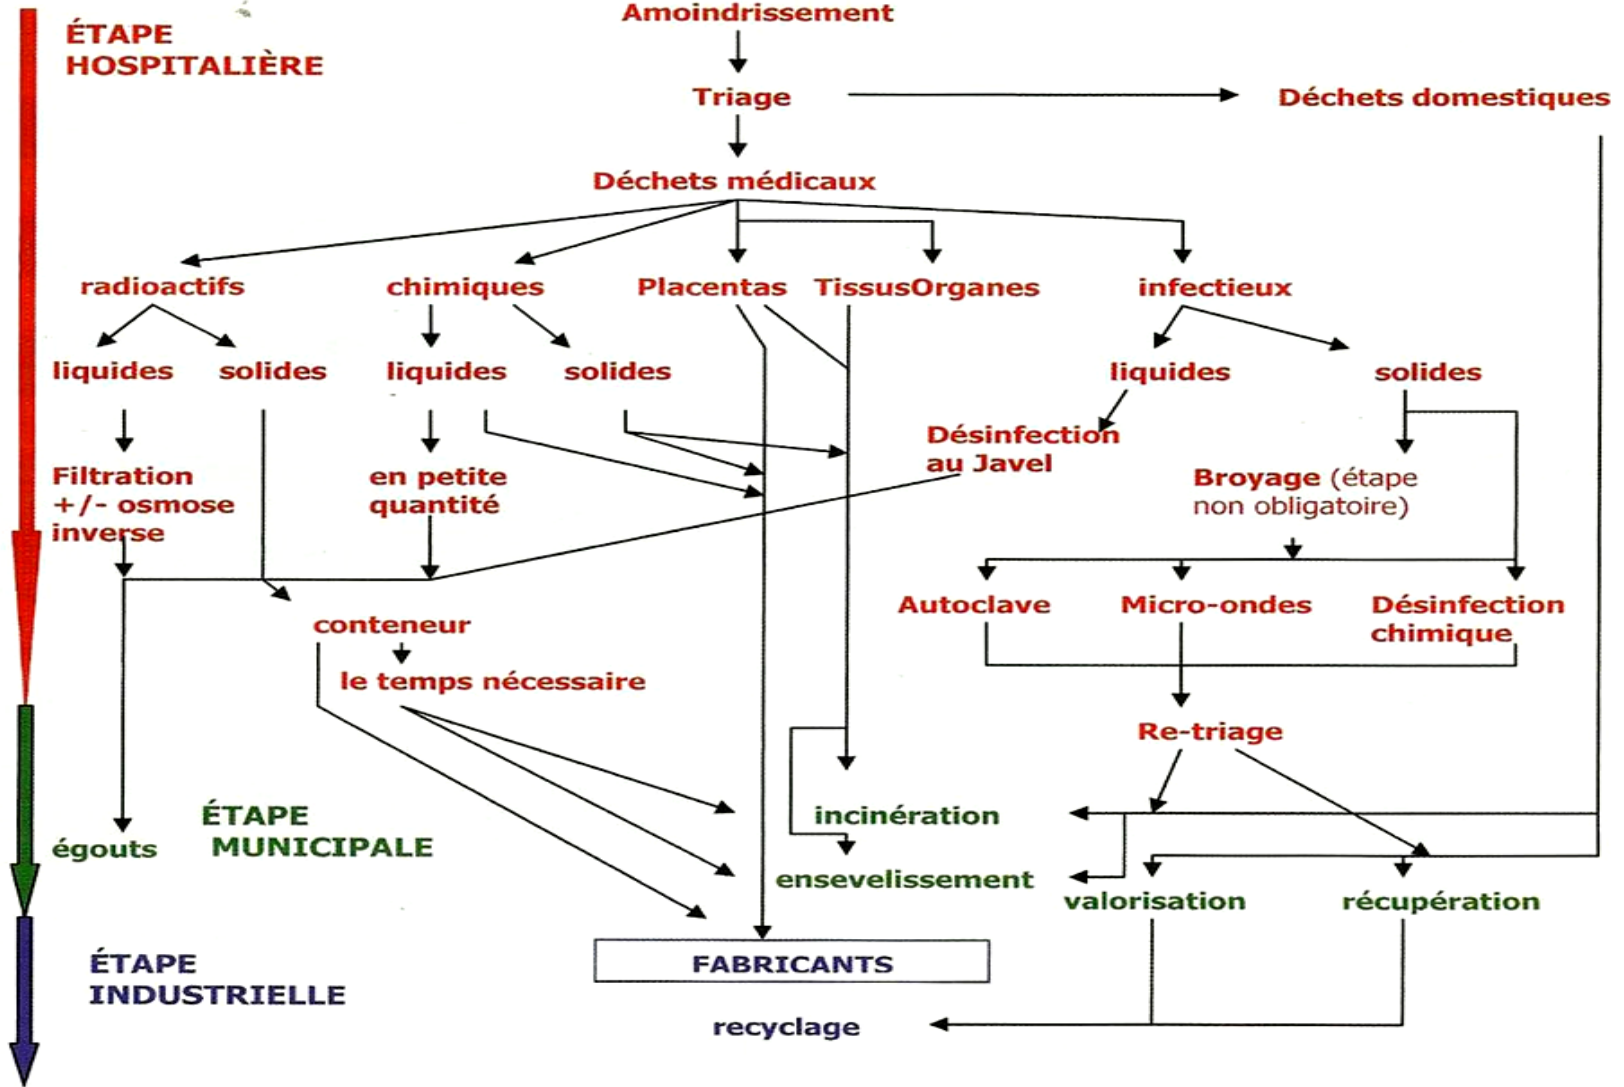 Amoindrissement
ÉTAPE
HOSPITALIÈRE
Triage
Déchets domestiques
Déchets médicaux
radioactifs
chimiques
Placentas
TissusOrganes
infectieux
liquides
solides
liquides
solides
liquides
solides
Désinfection
au Javel
Filtration
+/- osmose
inverse
en petite
quantité
Broyage (étape
non obligatoire)
Autoclave
Micro-ondes
Désinfection
chimique
conteneur
le temps nécessaire
Re-triage
ÉTAPE
MUNICIPALE
égouts
incinération
ensevelissement
valorisation
récupération
ÉTAPE
INDUSTRIELLE
FABRICANTS
recyclage